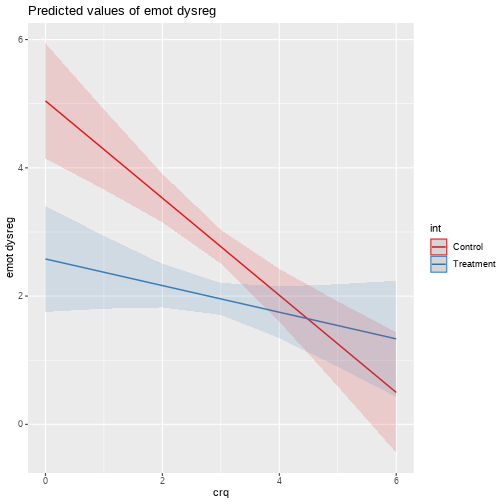 Predicted values of emot dysreg
6
4
2
0
emot dysreg
0
2
4
6
crq
int
Control
Treatment